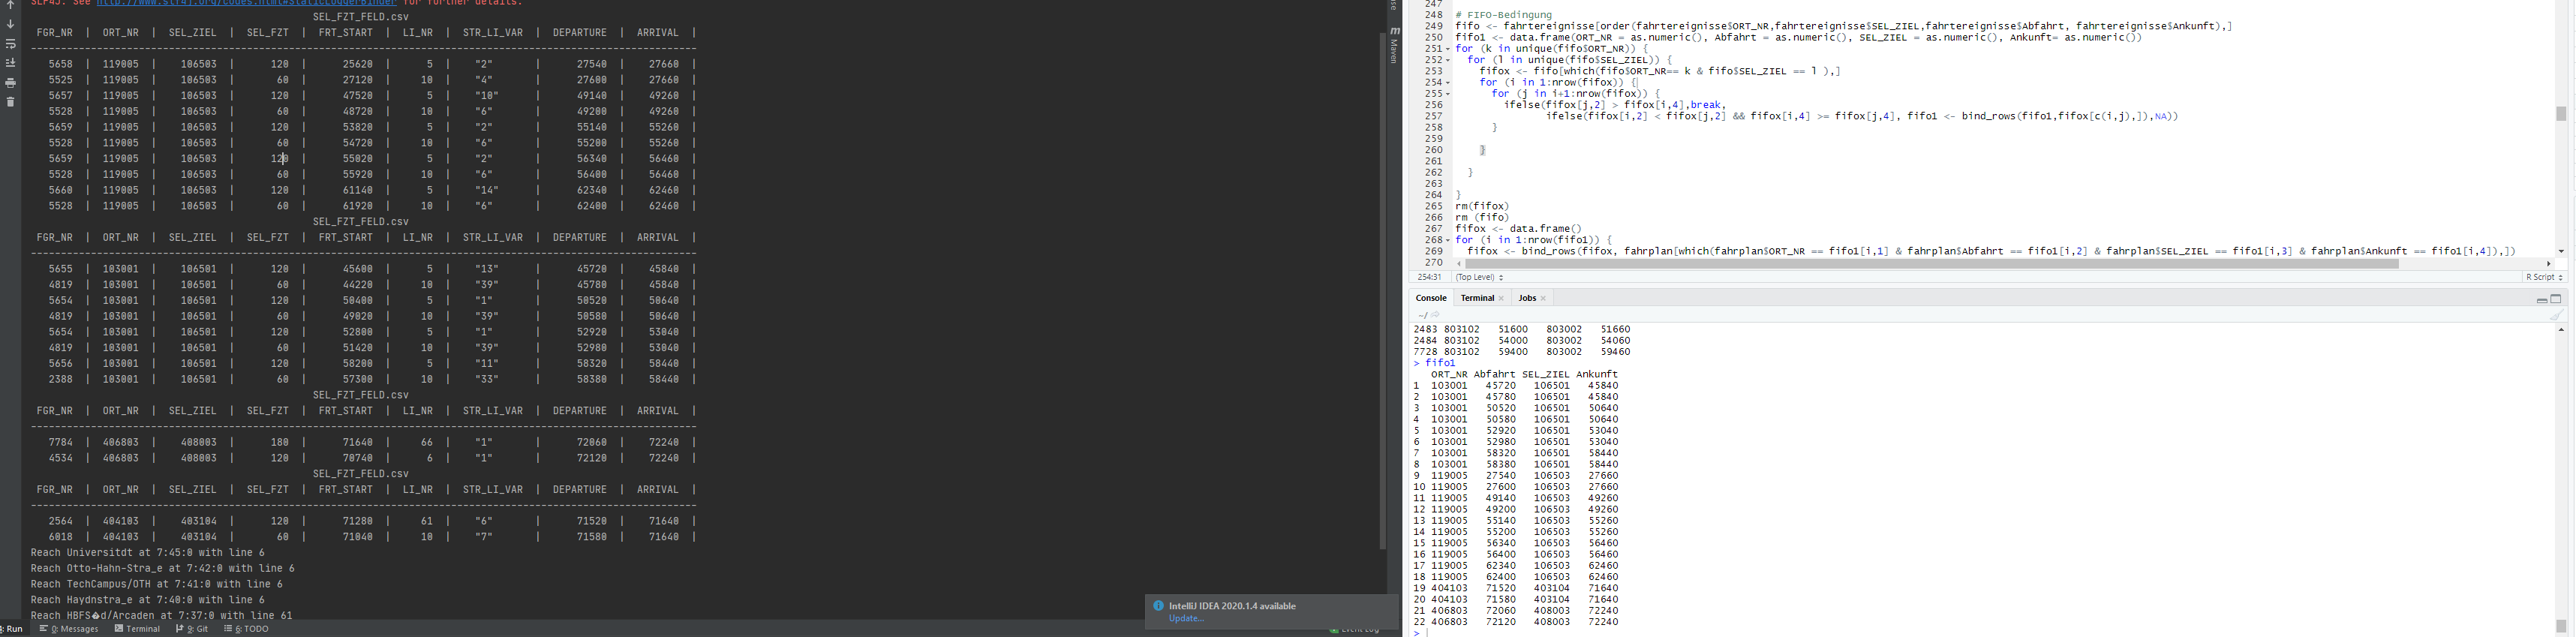 SLF4J: See http://www.slf4j.org/codes.html#StaticLoggerBinder for further details.
SEL_FZT_FELD.csv
FGR_NR | ORT_NR | SEL_ZIEL | SEL_FZT | FRT_START | LI_NR | STR_LI_VAR | DEPARTURE | ARRIVAL |
5658 | 119005 | 106503 | 120 | 25620 | 5 | "2" | 27540 | 27660 |
5525 | 119005 | 106503 | 60 | 27120 | 10 | "4" | 27600 | 27660 |
5657 | 119005 | 106503 | 120 | 47520 | 5 | "10" | 49140 | 49260 |
5528 | 119005 | 106503 | 60 | 48720 | 10 | "6" | 49200 | 49260 |
5659 | 119005 | 106503 | 120 | 53820 | 5 | "2" | 55140 | 55260 |
5528 | 119005 | 106503 | 60 | 54720 | 10 | "6" | 55200 | 55260 |
5659 | 119005 | 106503 | 120 | 55020 | 5 | "2" | 56340 | 56460 |
5528 | 119005 | 106503 | 60 | 55920 | 10 | "6" | 56400 | 56460 |
5660 | 119005 | 106503 | 120 | 61140 | 5 | "14" | 62340 | 62460 |
5528 | 119005 | 106503 | 60 | 61920 | 10 | "6" | 62400 | 62460 |
SEL_FZT_FELD.csv
FGR_NR | ORT_NR | SEL_ZIEL | SEL_FZT | FRT_START | LI_NR | STR_LI_VAR | DEPARTURE | ARRIVAL |
5655 | 103001 | 106501 | 120 | 45600 | 5 | "13" | 45720 | 45840 |
4819 | 103001 | 106501 | 60 | 44220 | 10 | "39" | 45780 | 45840 |
5654 | 103001 | 106501 | 120 | 50400 | 5 | "1" | 50520 | 50640 |
4819 | 103001 | 106501 | 60 | 49020 | 10 | "39" | 50580 | 50640 |
5654 | 103001 | 106501 | 120 | 52800 | 5 | "1" | 52920 | 53040 |
4819 | 103001 | 106501 | 60 | 51420 | 10 | "39" | 52980 | 53040 |
5656 | 103001 | 106501 | 120 | 58200 | 5 | "11" | 58320 | 58440 |
2388 | 103001 | 106501 | 60 | 57300 | 10 | "33" | 58380 | 58440 |
SEL_FZT_FELD.csv
FGR_NR | ORT_NR | SEL_ZIEL | SEL_FZT | FRT_START | LI_NR | STR_LI_VAR | DEPARTURE | ARRIVAL |
7784 | 406803 | 408003 | 180 | 71640 | 66 | "1" | 72060 | 72240 |
4534 | 406803 | 408003 | 120 | 70740 | 6 | "1" | 72120 | 72240 |
SEL_FZT_FELD.csv
FGR_NR | ORT_NR | SEL_ZIEL | SEL_FZT | FRT_START | LI_NR | STR_LI_VAR | DEPARTURE | ARRIVAL |
2564 | 404103 | 403104 | 120 | 71280 | 61 | "6" | 71520 | 71640 |
6018 | 404103 | 403104 | 60 | 71040 | 10 | "7" | 71580 | 71640 |
Reach Universitdt at 7:45:0 with line 6
Reach Otto-Hahn-Stra_e at 7:42:0 with line 6
Reach TechCampus/OTH at 7:41:0 with line 6
Reach Haydnstra_e at 7:40:0 with line 6
Reach HBFS�d/Arcaden at 7:37:0 with line 61
Run 0: Messages Terminal 9: Git 6: TODO
IntelliJ IDEA 2020.1.4 available
Update...
Event Log
Maven
247
248 # FIFO-Bedingung
249 fifo <- fahrtereignisse[order(fahrtereignisse$ORT_NR,fahrtereignisse$SEL_ZIEL,fahrtereignisse$Abfahrt, fahrtereignisse$Ankunft),]
250 fifo1 <- data.frame(ORT_NR = as.numeric(), Abfahrt = as.numeric(), SEL_ZIEL = as.numeric(), Ankunft= as.numeric())
251 for (k in unique(fifo$ORT_NR)) {
252 for (l in unique(fifo$SEL_ZIEL)) {
253 fifox <- fifo[which(fifo$ORT_NR== k & fifo$SEL_ZIEL == l ),]
254 for (i in 1:nrow(fifox)) {
255 for (j in i+1:nrow(fifox)) {
256 ifelse(fifox[j,2] > fifox[i,4],break,
257 ifelse(fifox[i,2] < fifox[j,2] && fifox[i,4] >= fifox[j,4], fifo1 <- bind_rows(fifo1,fifox[c(i,j),]),NA))
258 }
259
260 }
261
262 }
263
264 }
265 rm(fifox)
266 rm (fifo)
267 fifox <- data.frame()
268 for (i in 1:nrow(fifo1)) {
269 fifox <- bind_rows(fifox, fahrplan[which(fahrplan$ORT_NR == fifo1[i,1] & fahrplan$Abfahrt == fifo1[i,2] & fahrplan$SEL_ZIEL == fifo1[i,3] & fahrplan$Ankunft == fifo1[i,4]),])
270
254:31 (Top Level) R Script
Console Terminal Jobs
~/
2483 803102 51600 803002 51660
2484 803102 54000 803002 54060
7728 803102 59400 803002 59460
> fifo1
ORT_NR Abfahrt SEL_ZIEL Ankunft
1 103001 45720 106501 45840
2 103001 45780 106501 45840
3 103001 50520 106501 50640
4 103001 50580 106501 50640
5 103001 52920 106501 53040
6 103001 52980 106501 53040
7 103001 58320 106501 58440
8 103001 58380 106501 58440
9 119005 27540 106503 27660
10 119005 27600 106503 27660
11 119005 49140 106503 49260
12 119005 49200 106503 49260
13 119005 55140 106503 55260
14 119005 55200 106503 55260
15 119005 56340 106503 56460
16 119005 56400 106503 56460
17 119005 62340 106503 62460
18 119005 62400 106503 62460
19 404103 71520 403104 71640
20 404103 71580 403104 71640
21 406803 72060 408003 72240
22 406803 72120 408003 72240
>